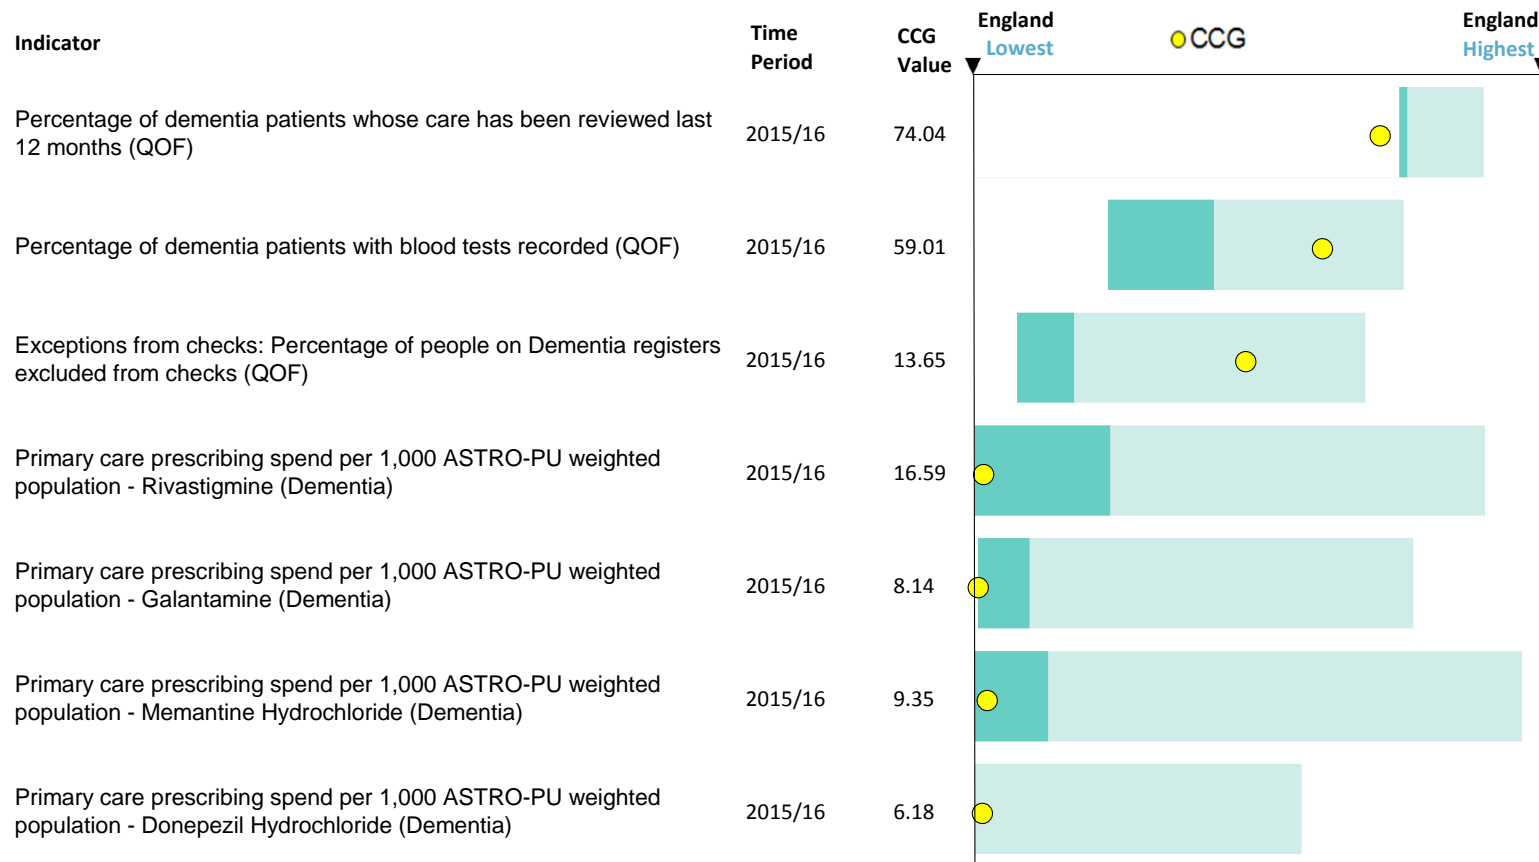 Indicator
Time
Period
CCG
Value
England
Lowest
CCG
England
Highest
Percentage of dementia patients whose care has been reviewed last
12 months (QOF)
2015/16
74.04
Percentage of dementia patients with blood tests recorded (QOF)
2015/16
59.01
Exceptions from checks: Percentage of people on Dementia registers
excluded from checks (QOF)
2015/16
13.65
Primary care prescribing spend per 1,000 ASTRO-PU weighted
population - Rivastigmine (Dementia)
2015/16
16.59
Primary care prescribing spend per 1,000 ASTRO-PU weighted
population - Galantamine (Dementia)
2015/16
8.14
Primary care prescribing spend per 1,000 ASTRO-PU weighted
population - Memantine Hydrochloride (Dementia)
2015/16
9.35
Primary care prescribing spend per 1,000 ASTRO-PU weighted
population - Donepezil Hydrochloride (Dementia)
2015/16
6.18